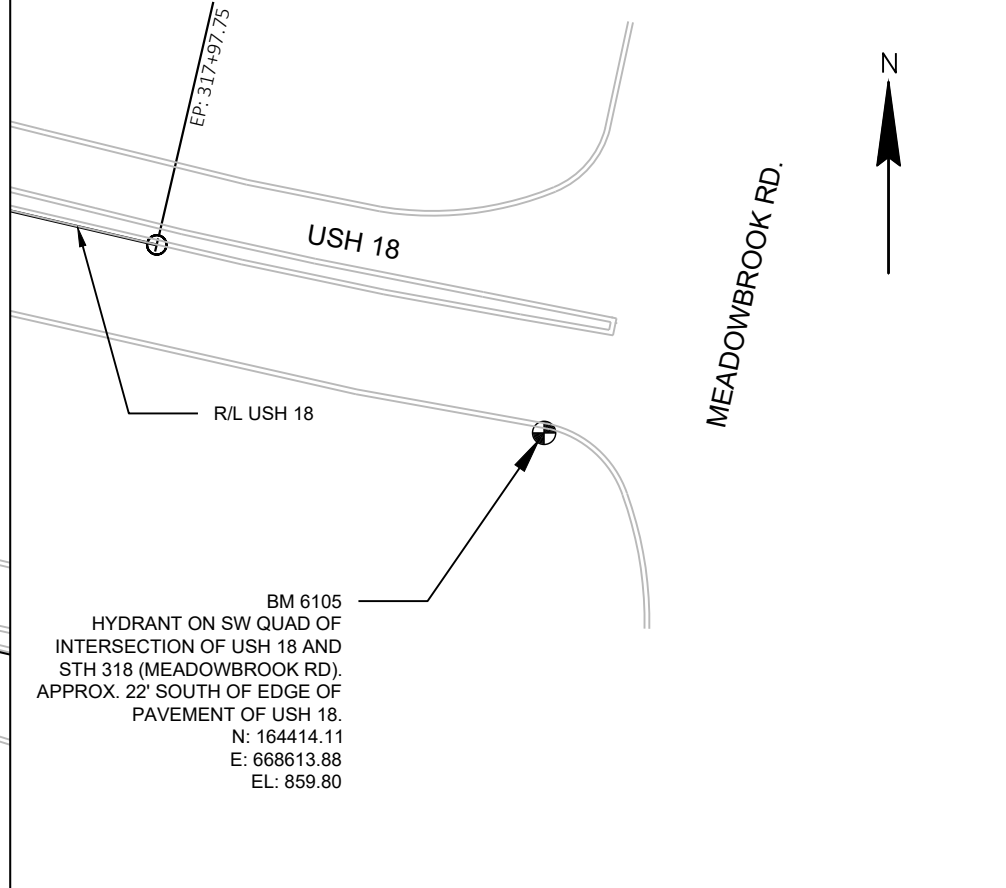 EP: 317+97.75
N
USH 18
MEADOWBROOK RD.
R/L USH 18
BM 6105
HYDRANT ON SW QUAD OF
INTERSECTION OF USH 18 AND
STH 318 (MEADOWBROOK RD).
APPROX. 22' SOUTH OF EDGE OF
PAVEMENT OF USH 18.
N: 164414.11
E: 668613.88
EL: 859.80